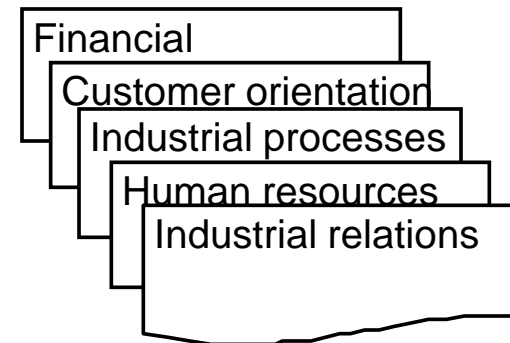 Financial
Customer orientation
Industrial processes
Human resources
Industrial relations